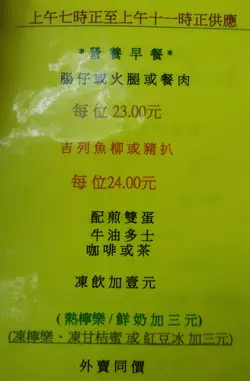 上午七時正至上午十一時正供應
*營養早餐*
腸仔或火腿或餐肉
每位 23.00元
吉列魚柳或豬扒
每位24.00元
配煎雙蛋
牛油多士
咖啡或茶
凍飲加壹元
(熱檸樂/鮮奶加三元)
(凍檸樂、凍甘桔蜜 或 紅豆冰 加三元)
外賣同價